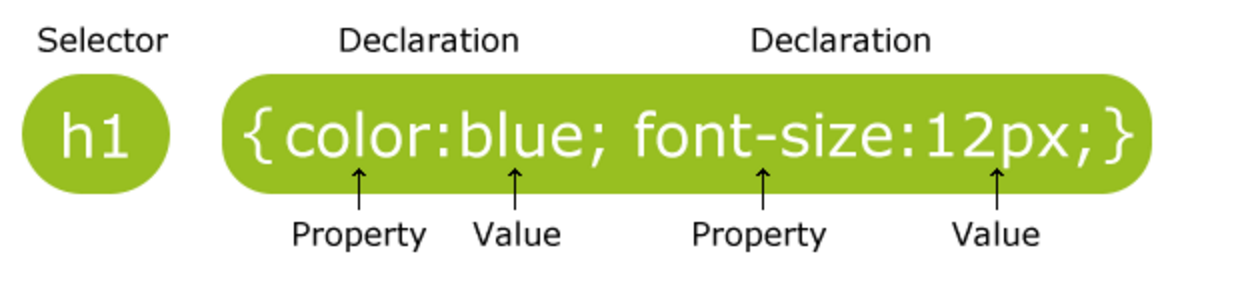 Selector Declaration Declaration
h1 { color:blue; font-size:12px; }
Property Value Property Value